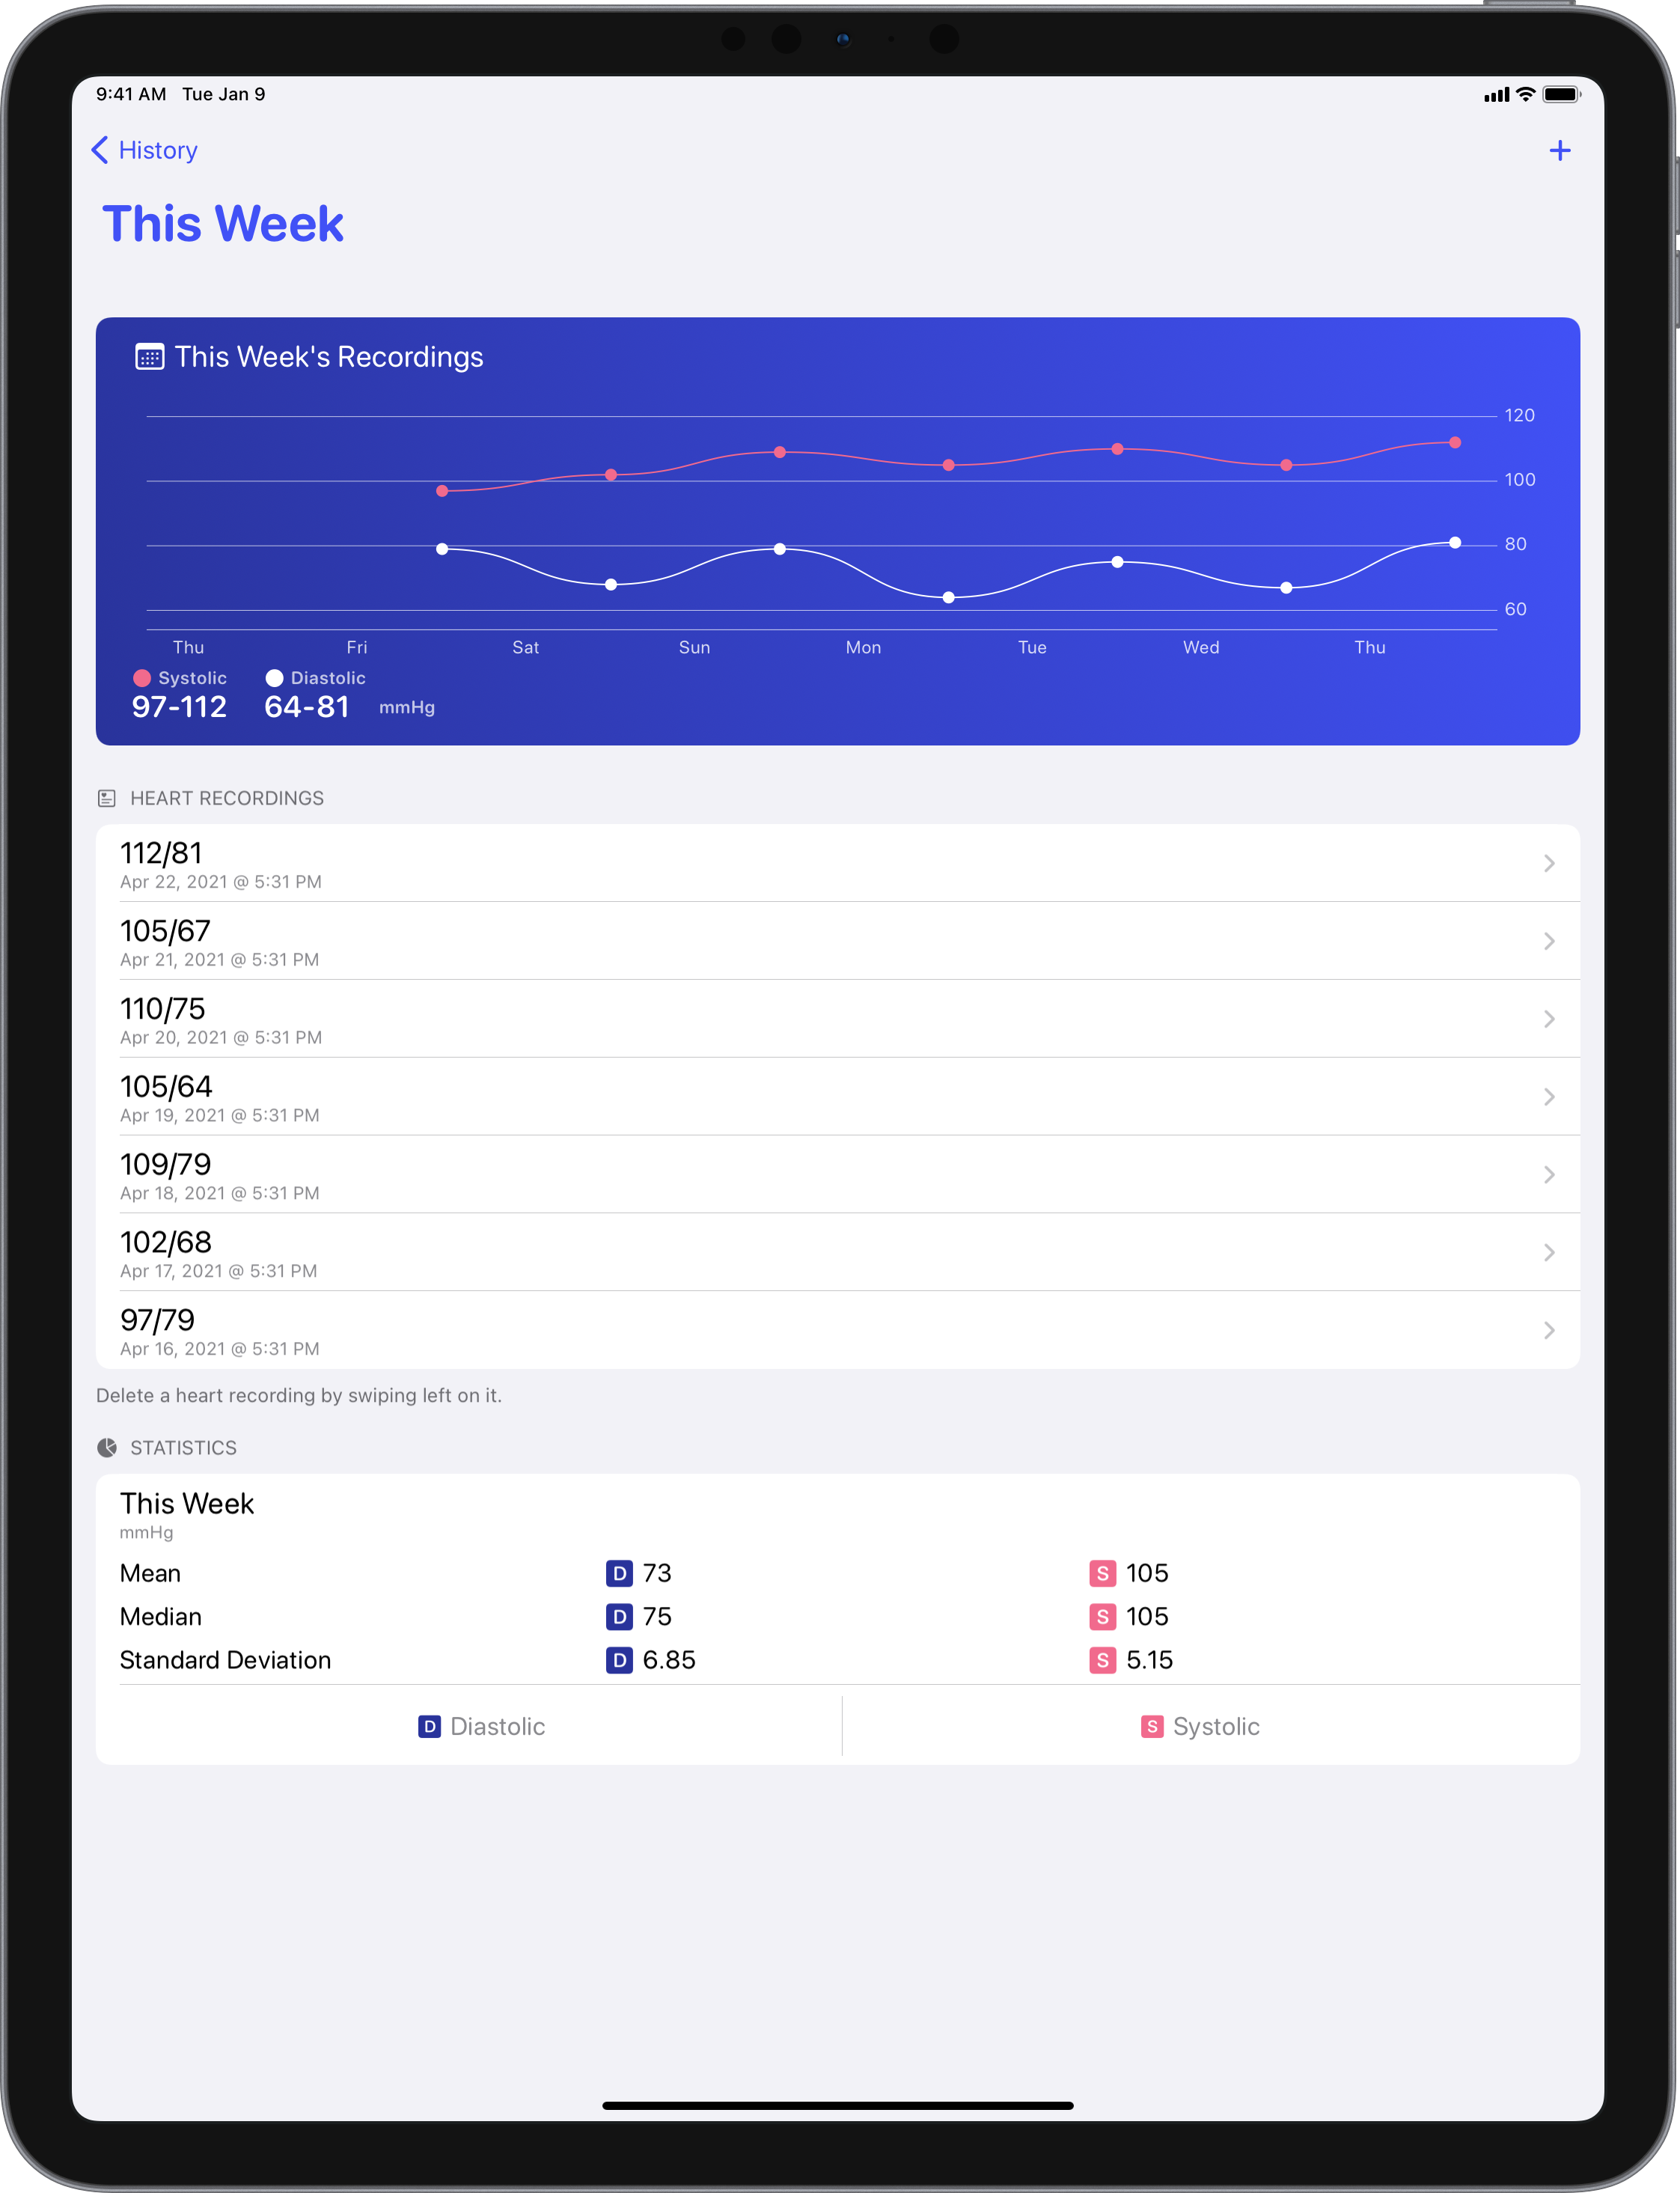 9:41 AM Tue Jan 9
History
+
This Week
This Week's Recordings
120
100
80
60
Thu Fri Sat Sun Mon Tue Wed Thu
Systolic Diastolic
97-112 64-81 mmHg
HEART RECORDINGS
112/81
Apr 22, 2021 @ 5:31 PM
105/67
Apr 21, 2021 @ 5:31 PM
110/75
Apr 20, 2021 @ 5:31 PM
105/64
Apr 19, 2021 @ 5:31 PM
109/79
Apr 18, 2021 @ 5:31 PM
102/68
Apr 17, 2021 @ 5:31 PM
97/79
Apr 16, 2021 @ 5:31 PM
Delete a heart recording by swiping left on it.
STATISTICS
This Week
mmHg
Mean D 73 S 105
Median D 75 S 105
Standard Deviation D 6.85 S 5.15
D Diastolic S Systolic